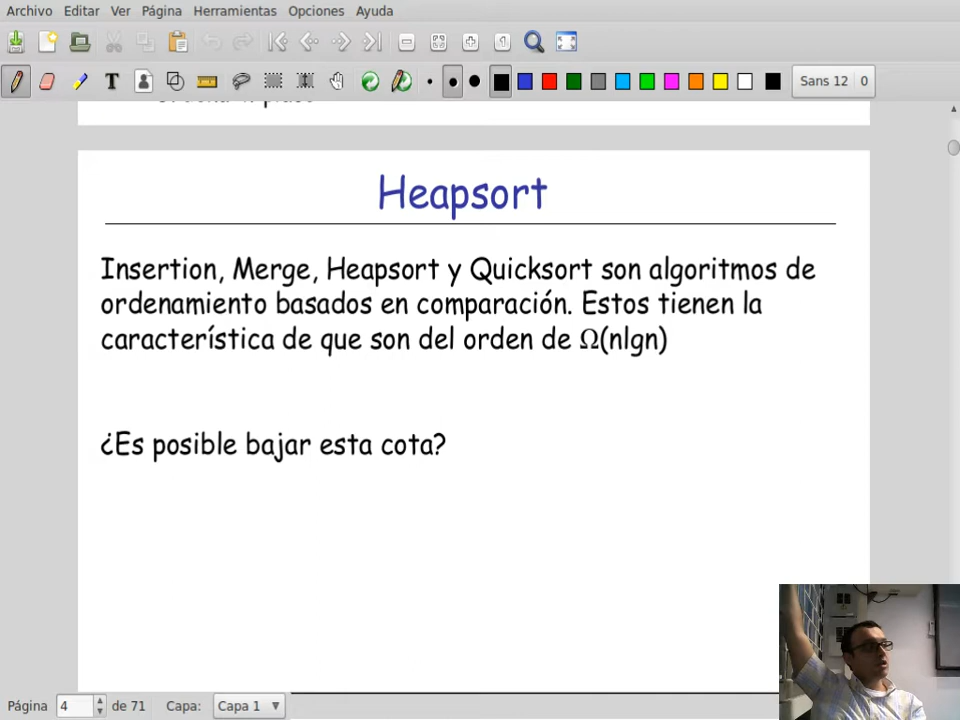 Archivo Editar Ver Página Herramientas Opciones Ayuda
T Sans 12 0
Heapsort
Insertion, Merge, Heapsort y Quicksort son algoritmos de
ordenamiento basados en comparación. Estos tienen la
característica de que son del orden de Ω(nlgn)
¿Es posible bajar esta cota?
Página 4 de 71 Capa: Capa 1